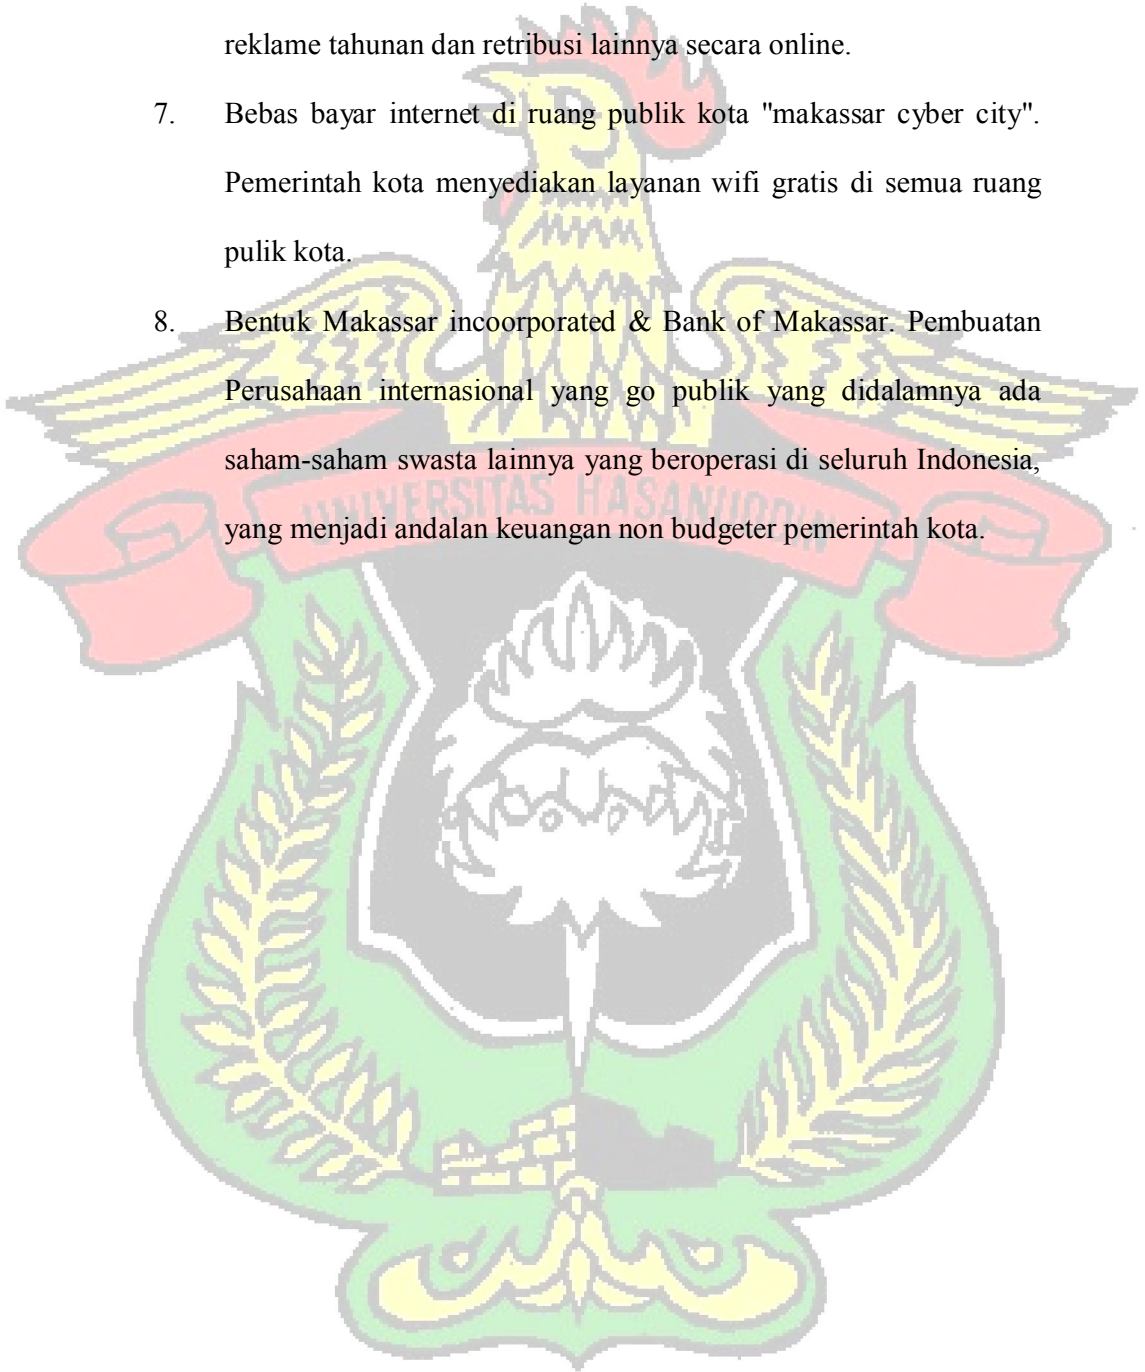 reklame tahunan dan retribusi lainnya secara online.
7. Bebas bayar internet di ruang publik kota "makassar cyber city".
Pemerintah kota menyediakan layanan wifi gratis di semua ruang
pulik kota.
8. Bentuk Makassar incoorporated & Bank of Makassar. Pembuatan
Perusahaan internasional yang go publik yang didalamnya ada
saham-saham swasta lainnya yang beroperasi di seluruh Indonesia,
UNIVERSITAS HASANUDDIN
yang menjadi andalan keuangan non budgeter pemerintah kota.